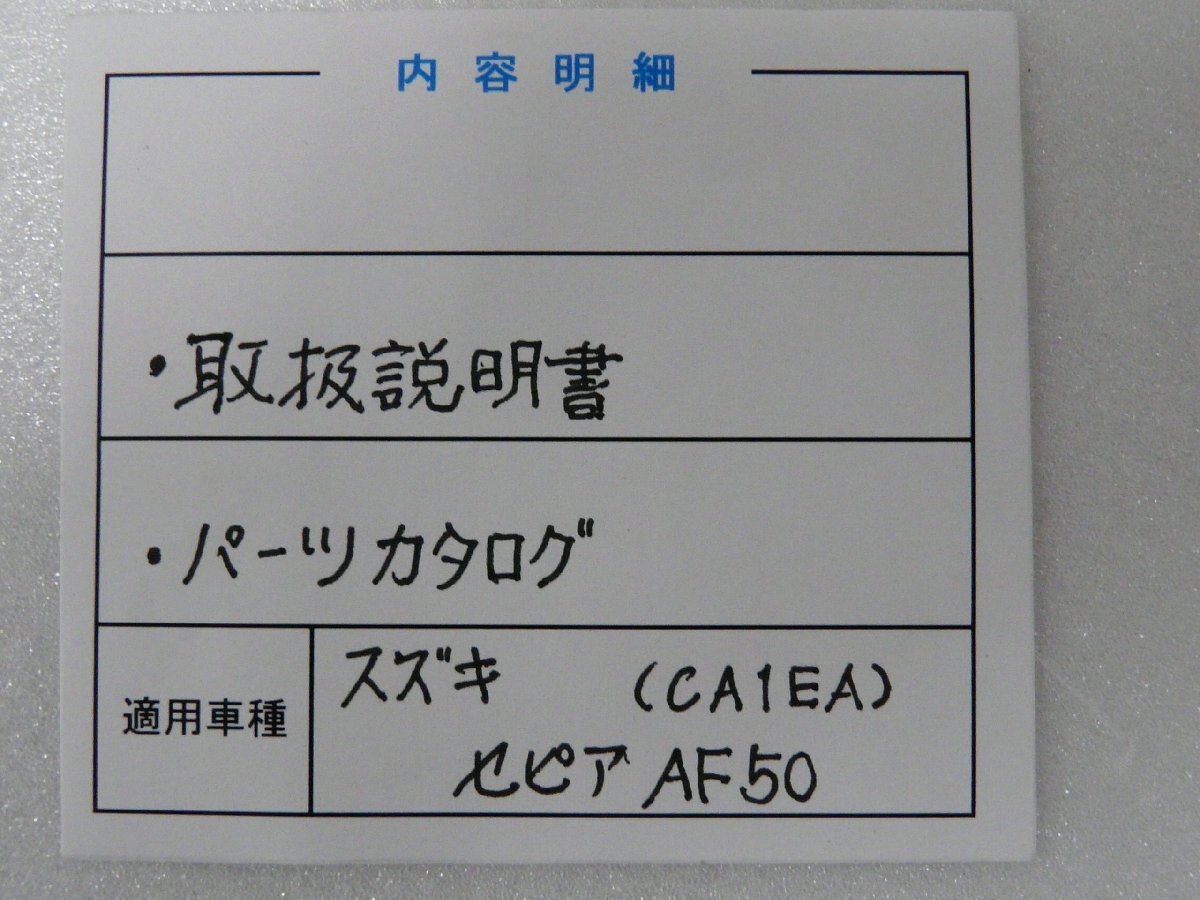 内容明細
・取扱説明書
・パーツカタログ
適用車種
スズキ (CA1EA)
セピア AF50